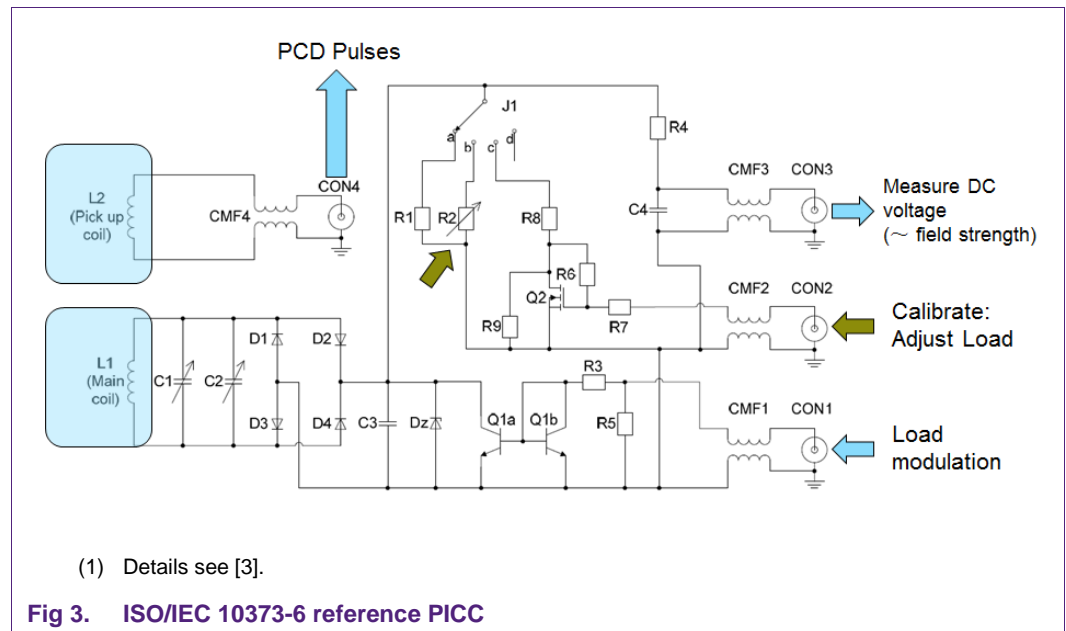 PCD Pulses
J1
a
b
c
d
R4
L2
(Pick up
coil)
CMF4
CON4
R1
R2
R8
C4
CMF3
CON3
Measure DC
voltage
(~ field strength)
R6
Q2
R9
R7
CMF2
CON2
Calibrate:
Adjust Load
L1
(Main
coil)
C1
C2
D1
D2
D3
D4
C3
Dz
Q1a
Q1b
R3
R5
CMF1
CON1
Load
modulation
(1) Details see [3].
Fig 3. ISO/IEC 10373-6 reference PICC